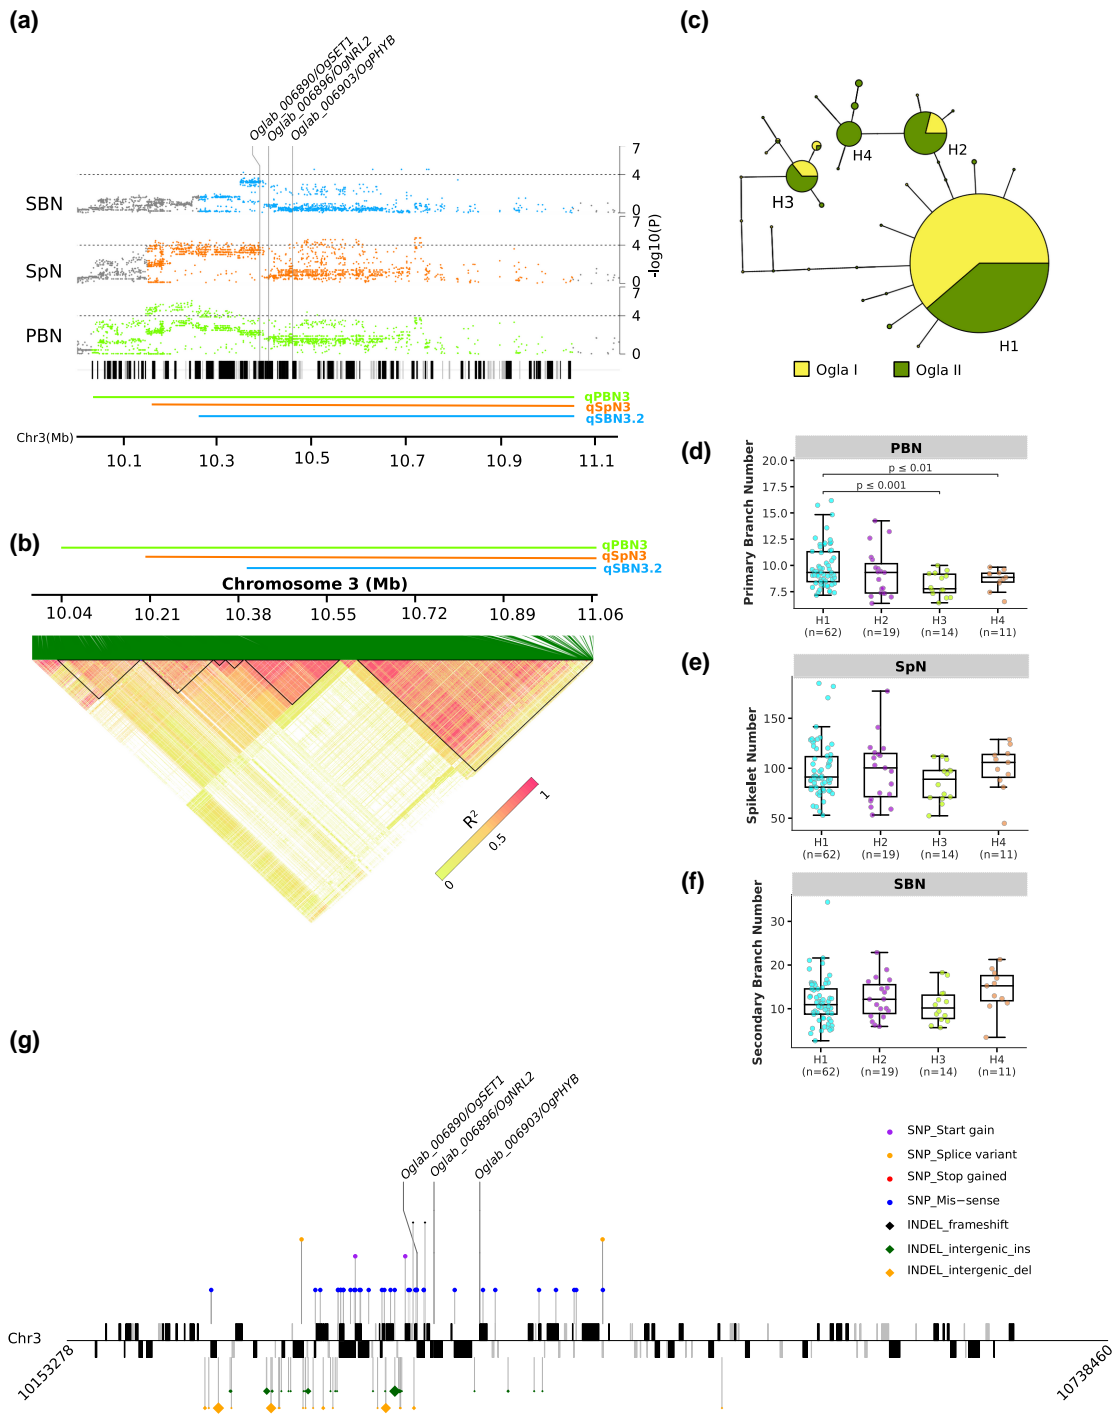 (a)
Oglab_006890/OgSET1
Oglab_006896/OgNRL2
Oglab_006903/OgPHYB
SBN
SpN
PBN
7
4
0
7
4
0
7
4
0
-log10(P)
qPBN3
qSpN3
qSBN3.2
Chr3(Mb)
10.1 10.3 10.5 10.7 10.9 11.1
(b)
qPBN3
qSpN3
qSBN3.2
Chromosome 3 (Mb)
10.04 10.21 10.38 10.55 10.72 10.89 11.06
R²
0 0.5 1
(c)
H4
H2
H3
H1
Ogla I Ogla II
(d)
PBN
Primary Branch Number
20.0
17.5
15.0
12.5
10.0
7.5
p ≤ 0.01
p ≤ 0.001
H1 H2 H3 H4
(n=62) (n=19) (n=14) (n=11)
(e)
SpN
Spikelet Number
150
100
50
H1 H2 H3 H4
(n=62) (n=19) (n=14) (n=11)
(f)
SBN
Secondary Branch Number
30
20
10
H1 H2 H3 H4
(n=62) (n=19) (n=14) (n=11)
(g)
Oglab_006890/OgSET1
Oglab_006896/OgNRL2
Oglab_006903/OgPHYB
SNP_Start gain
SNP_Splice variant
SNP_Stop gained
SNP_Mis−sense
INDEL_frameshift
INDEL_intergenic_ins
INDEL_intergenic_del
Chr3
10153278
10738460